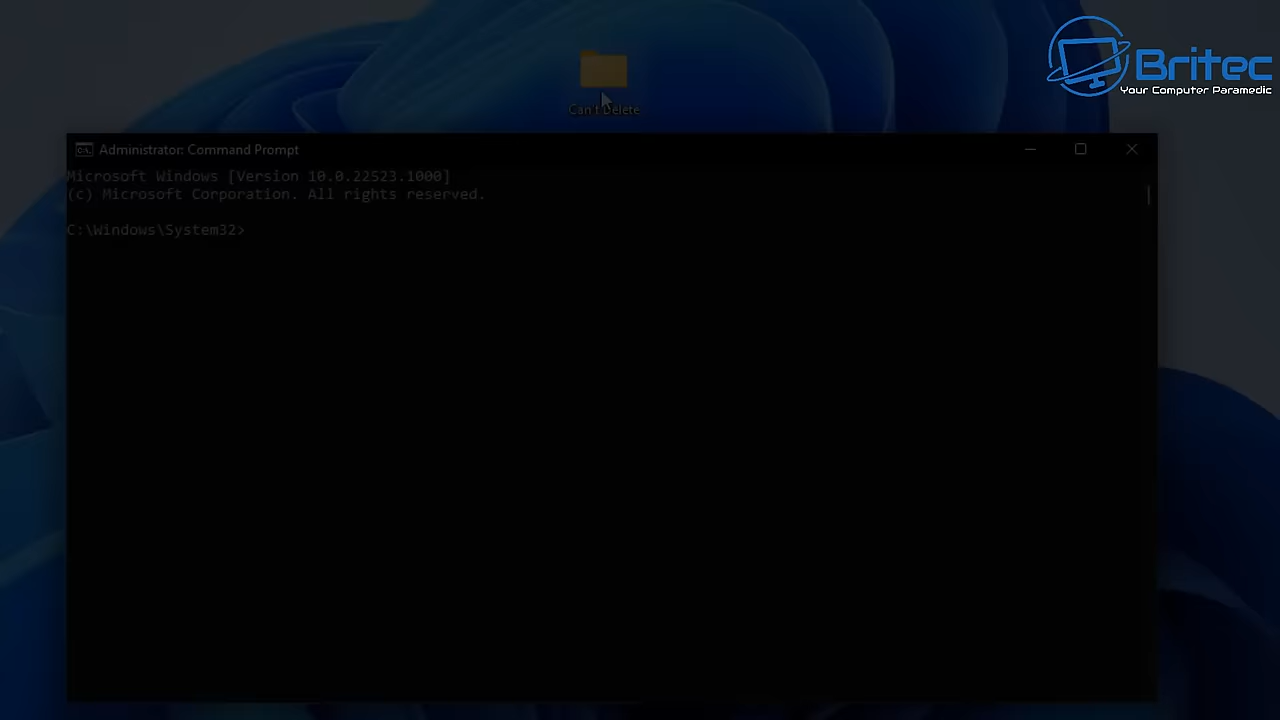 Britec
Your Computer Paramedic
Can't Delete
Administrator: Command Prompt
Microsoft Windows [Version 10.0.22523.1000]
(c) Microsoft Corporation. All rights reserved.
C:\Windows\System32>